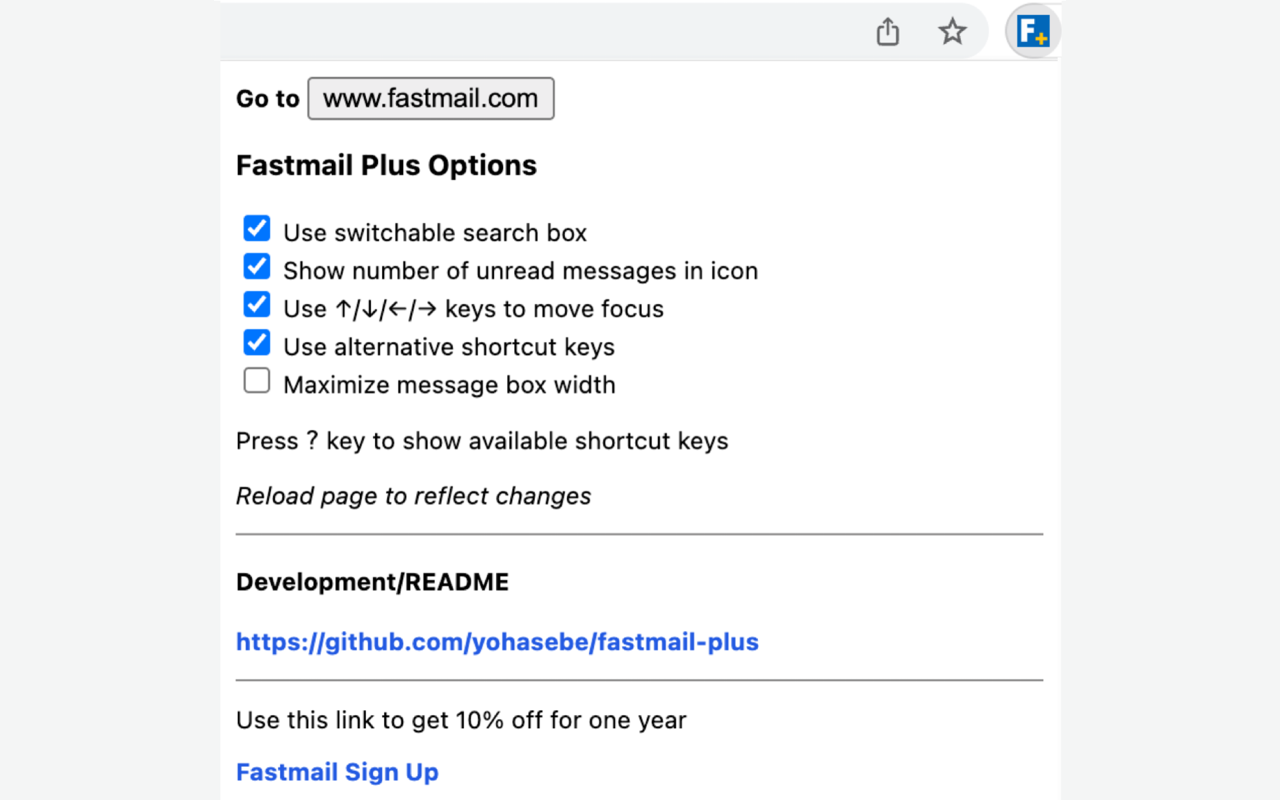 F+
Go to www.fastmail.com
Fastmail Plus Options
Use switchable search box
Show number of unread messages in icon
Use ↑/↓/←/→ keys to move focus
Use alternative shortcut keys
Maximize message box width
Press ? key to show available shortcut keys
Reload page to reflect changes
Development/README
https://github.com/yohasebe/fastmail-plus
Use this link to get 10% off for one year
Fastmail Sign Up